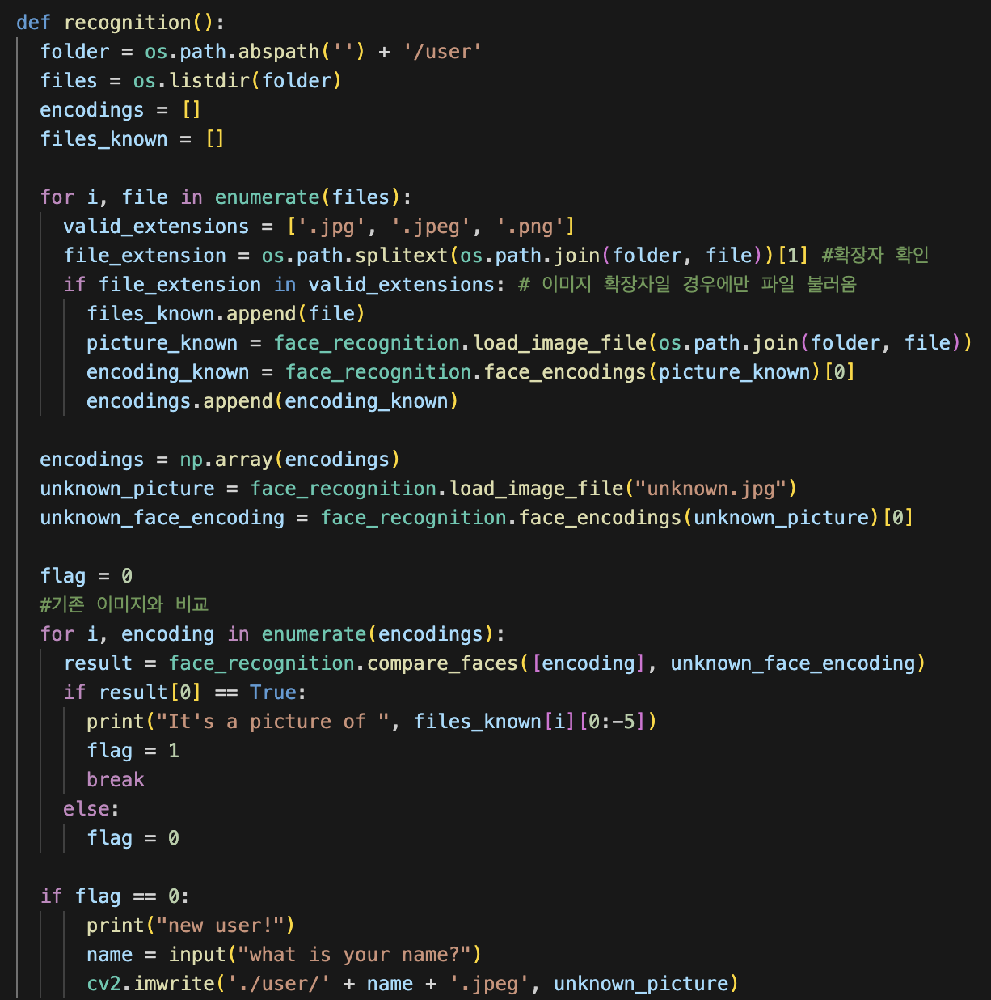 def recognition():
  folder = os.path.abspath('') + '/user'
  files = os.listdir(folder)
  encodings = []
  files_known = []

  for i, file in enumerate(files):
    valid_extensions = ['.jpg', '.jpeg', '.png']
    file_extension = os.path.splitext(os.path.join(folder, file))[1] #확장자 확인
    if file_extension in valid_extensions: # 이미지 확장자일 경우에만 파일 불러옴
      files_known.append(file)
      picture_known = face_recognition.load_image_file(os.path.join(folder, file))
      encoding_known = face_recognition.face_encodings(picture_known)[0]
      encodings.append(encoding_known)

  encodings = np.array(encodings)
  unknown_picture = face_recognition.load_image_file("unknown.jpg")
  unknown_face_encoding = face_recognition.face_encodings(unknown_picture)[0]

  flag = 0
  #기존 이미지와 비교
  for i, encoding in enumerate(encodings):
    result = face_recognition.compare_faces([encoding], unknown_face_encoding)
    if result[0] == True:
      print("It's a picture of ", files_known[i][0:-5])
      flag = 1
      break
    else:
      flag = 0

  if flag == 0:
      print("new user!")
      name = input("what is your name?")
      cv2.imwrite('./user/' + name + '.jpeg', unknown_picture)